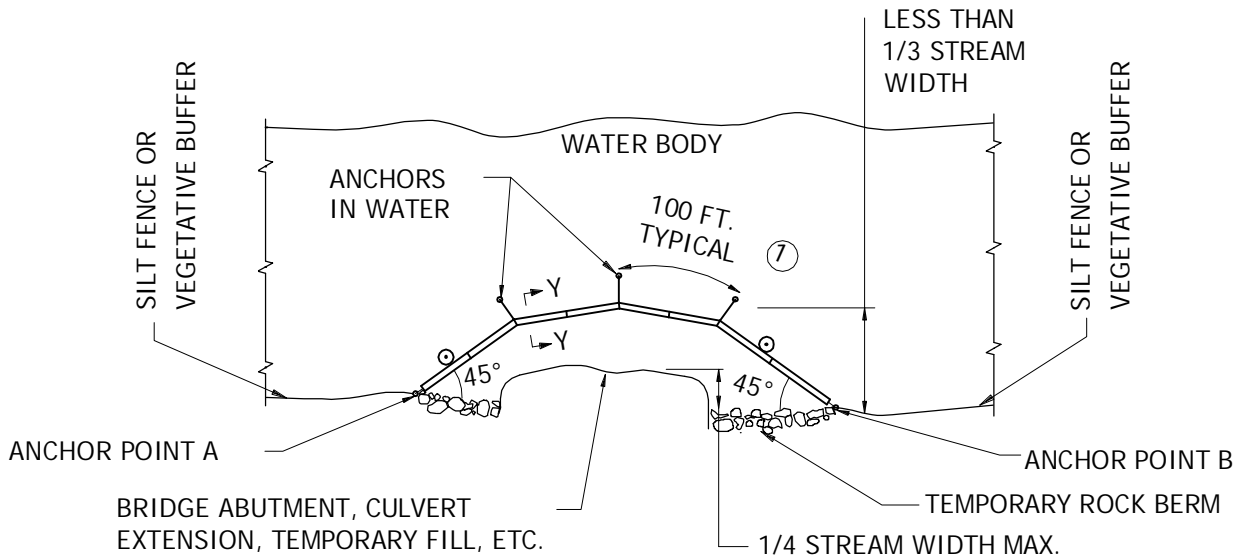 LESS THAN
1/3 STREAM
WIDTH
SILT FENCE OR
VEGETATIVE BUFFER
WATER BODY
ANCHORS
IN WATER
100 FT.
TYPICAL
1
SILT FENCE OR
VEGETATIVE BUFFER
Y
Y
45°
45°
ANCHOR POINT A
ANCHOR POINT B
BRIDGE ABUTMENT, CULVERT
EXTENSION, TEMPORARY FILL, ETC.
TEMPORARY ROCK BERM
1/4 STREAM WIDTH MAX.